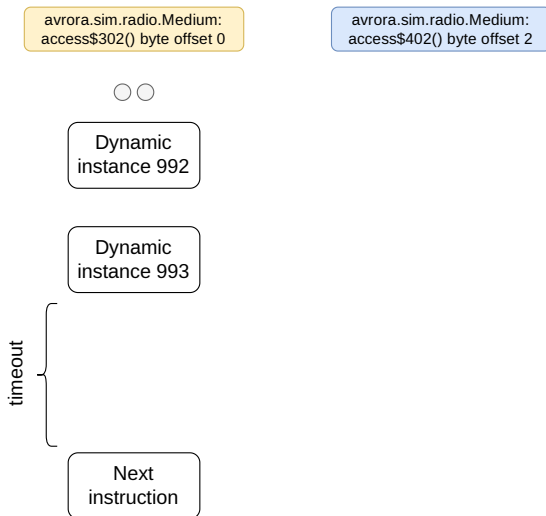 avrora.sim.radio.Medium:
access$302() byte offset 0
avrora.sim.radio.Medium:
access$402() byte offset 2
Dynamic
instance 992
Dynamic
instance 993
timeout
Next
instruction